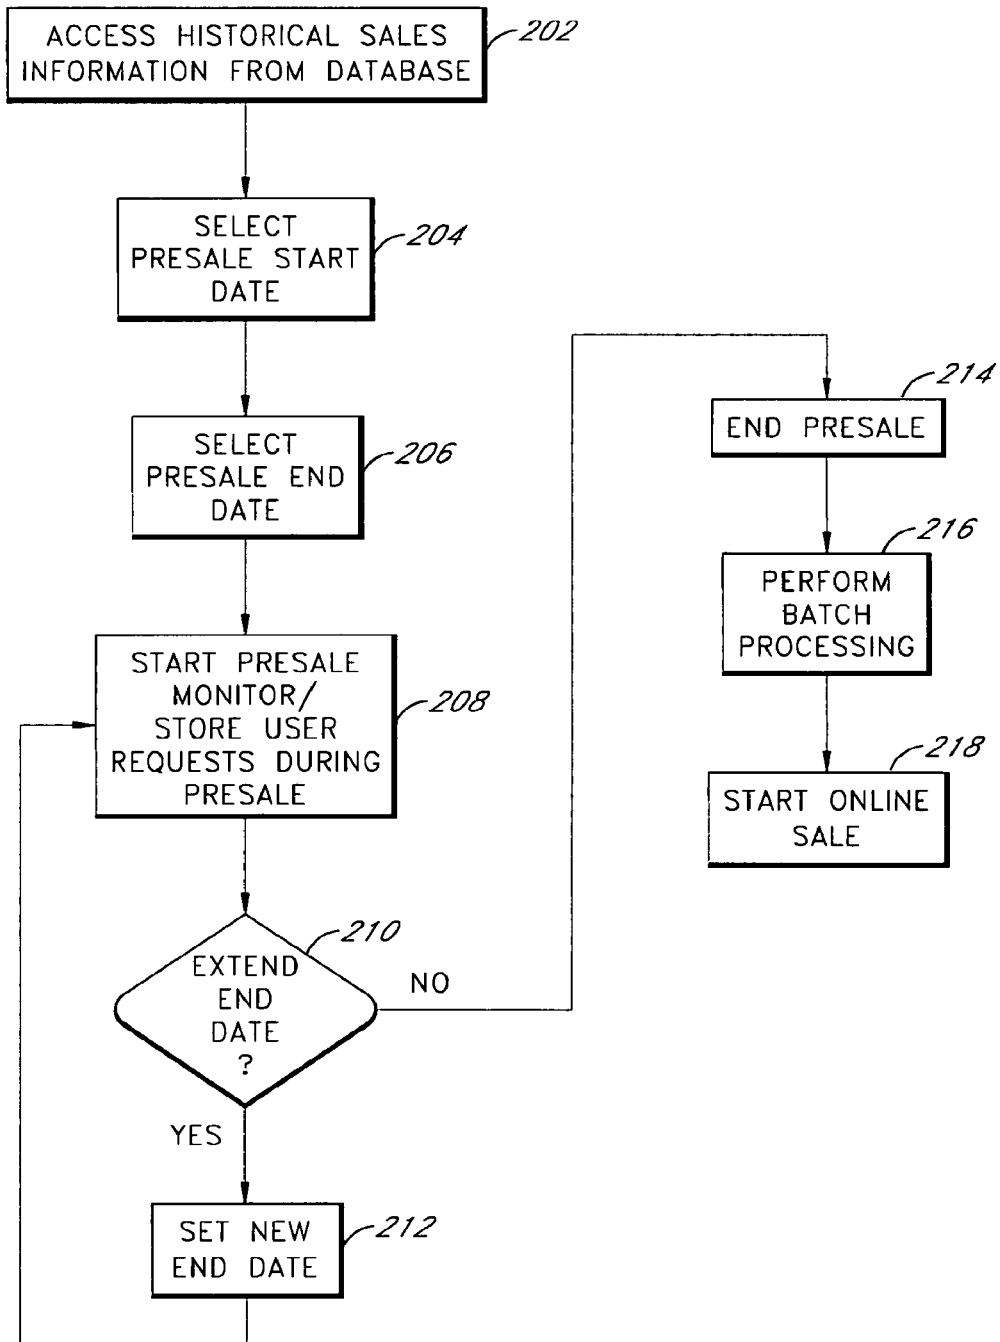 ACCESS HISTORICAL SALES
INFORMATION FROM DATABASE
202
SELECT
PRESALE START
DATE
204
SELECT
PRESALE END
DATE
206
START PRESALE
MONITOR/
STORE USER
REQUESTS DURING
PRESALE
208
EXTEND
END
DATE
?
210
NO
YES
SET NEW
END DATE
212
END PRESALE
214
PERFORM
BATCH
PROCESSING
216
START ONLINE
SALE
218